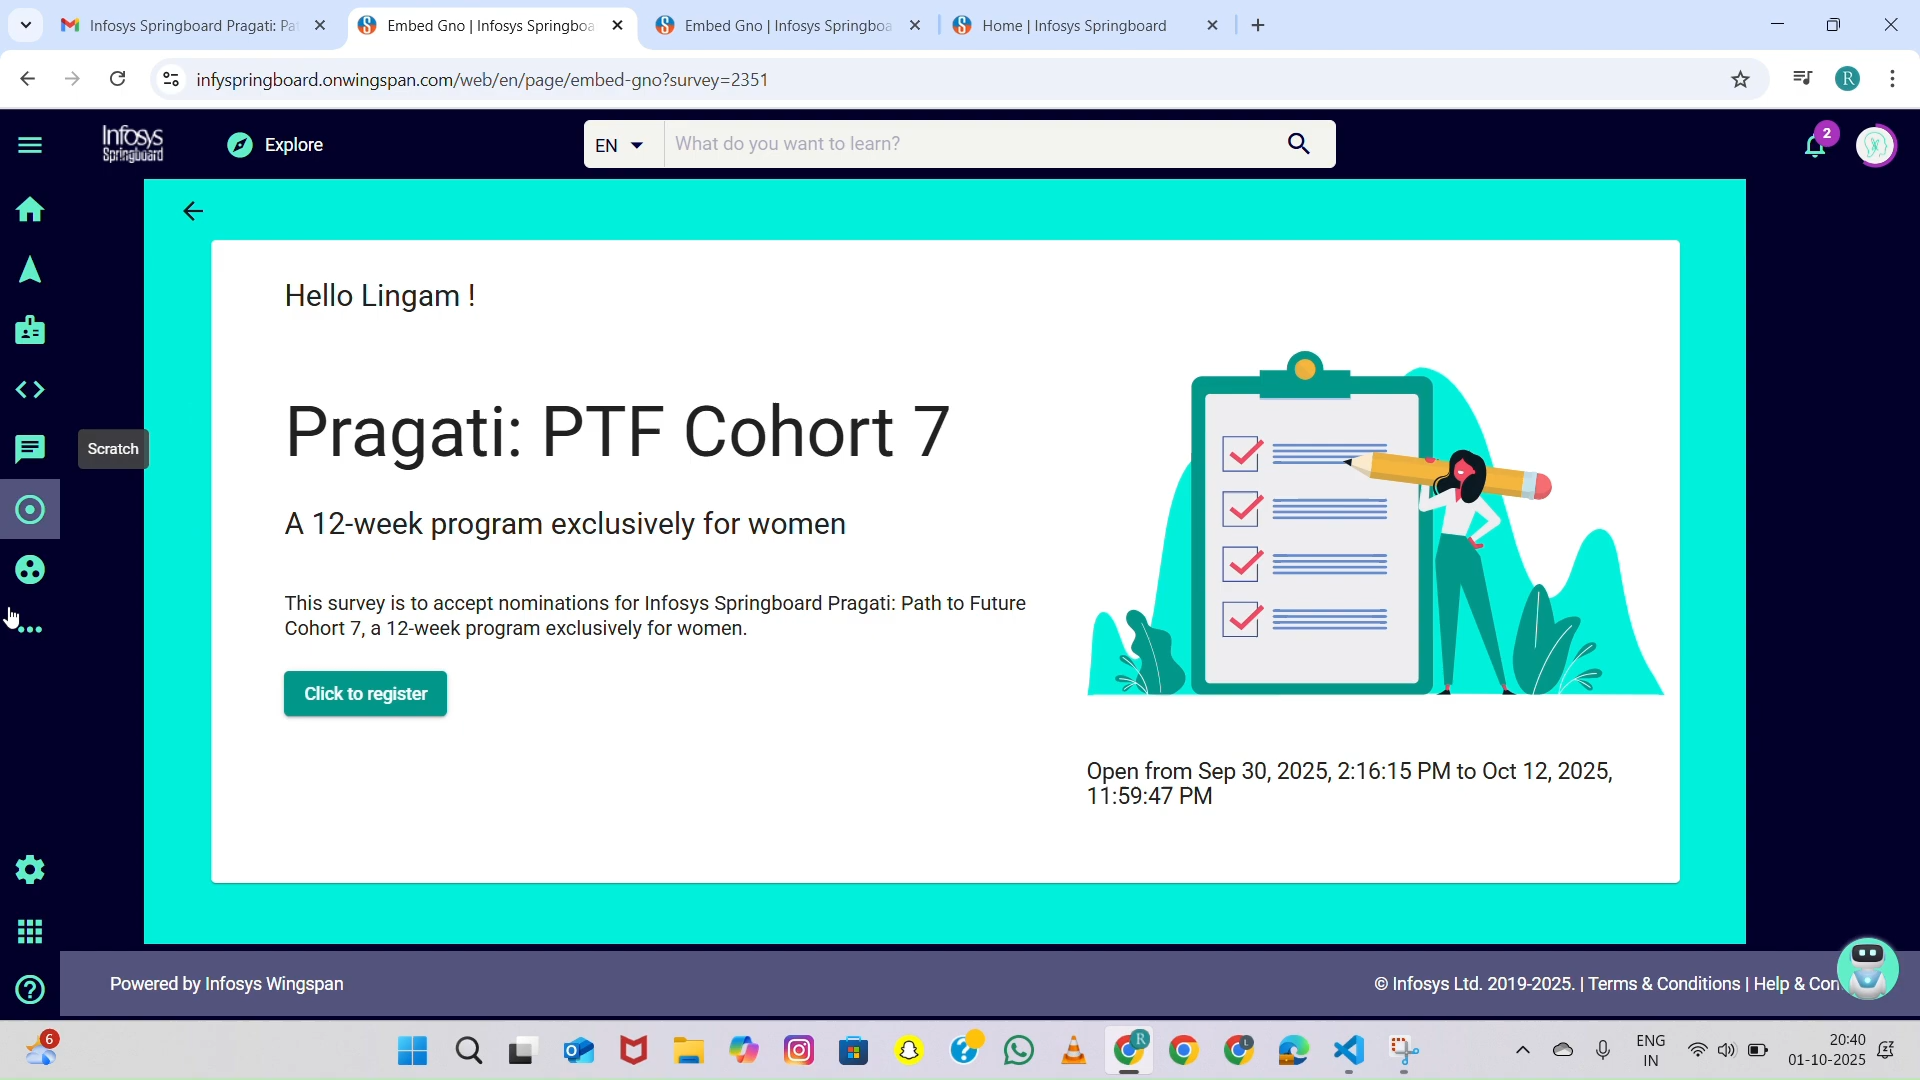 Infosys Springboard Pragati: Pa
Embed Gno | Infosys Springboa
Embed Gno | Infosys Springboa
Home | Infosys Springboard
infyspringboard.onwingspan.com/web/en/page/embed-gno?survey=2351
R
Infosys
Springboard
Explore
EN
What do you want to learn?
2
Hello Lingam !
Pragati: PTF Cohort 7
Scratch
A 12-week program exclusively for women
This survey is to accept nominations for Infosys Springboard Pragati: Path to Future
Cohort 7, a 12-week program exclusively for women.
Click to register
Open from Sep 30, 2025, 2:16:15 PM to Oct 12, 2025,
11:59:47 PM
Powered by Infosys Wingspan
© Infosys Ltd. 2019-2025. | Terms & Conditions | Help & Con
6
R
L
ENG
IN
20:40
01-10-2025